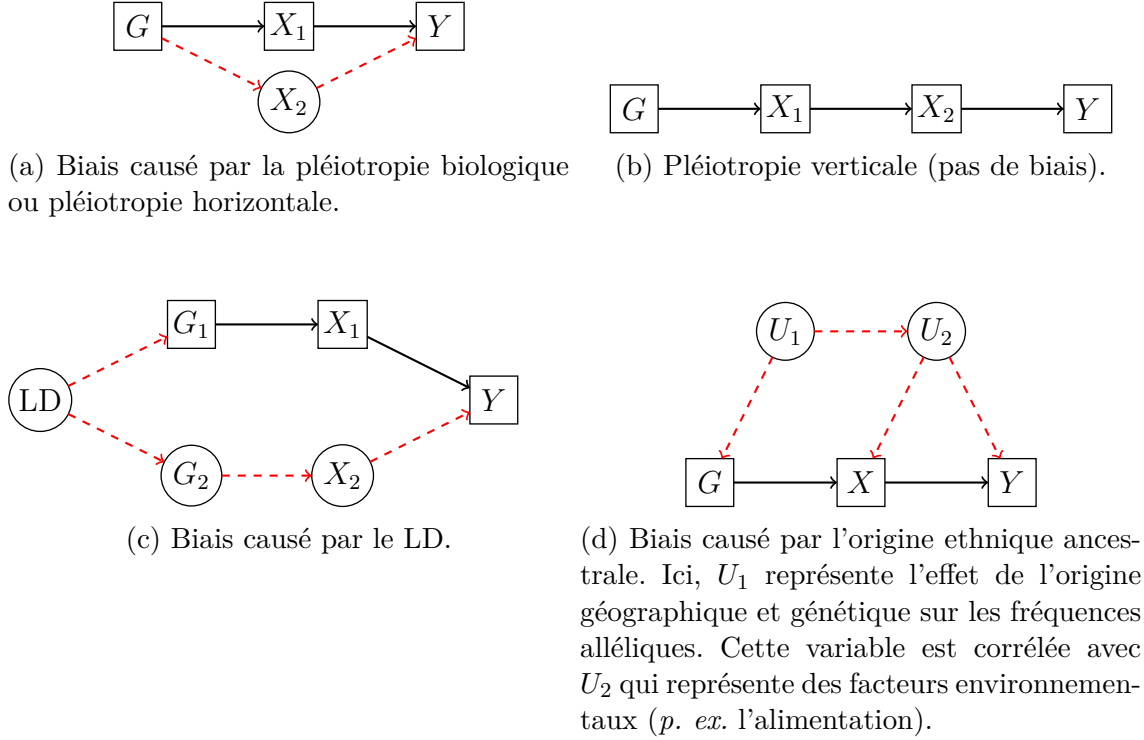 G X₁ Y
X₂
(a) Biais causé par la pléiotropie biologique
ou pléiotropie horizontale.
G X₁ X₂ Y
(b) Pléiotropie verticale (pas de biais).
G₁ X₁
LD Y
G₂ X₂
(c) Biais causé par le LD.
U₁ U₂
G X Y
(d) Biais causé par l'origine ethnique ances-
trale. Ici, U₁ représente l'effet de l'origine
géographique et génétique sur les fréquences
alléliques. Cette variable est corrélée avec
U₂ qui représente des facteurs environnemen-
taux (p. ex. l'alimentation).